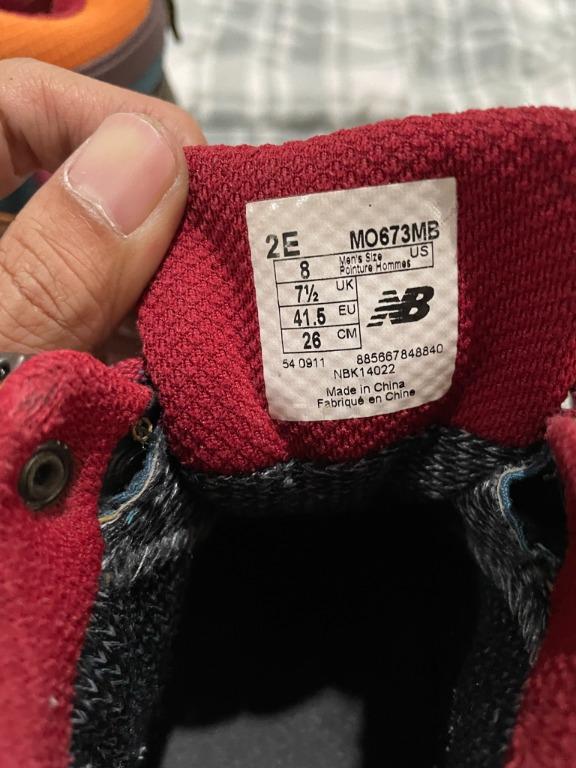 2E MO673MB
8 Men's Size US
Pointure Hommes
7½ UK
41.5 EU NB
26 CM
54 0911 885667848840
NBK14022
Made in China
Fabriqué en Chine